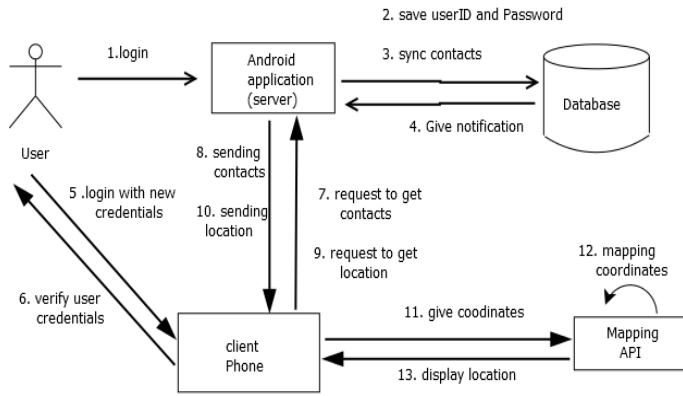 2. save userID and Password
1.login
3. sync contacts
Android
application
(server)
Database
4. Give notification
User
8. sending
contacts
5 .login with new
credentials
7. request to get
contacts
10. sending
location
9. request to get
location
12. mapping
coordinates
6. verify user
credentials
11. give coodinates
client
Phone
Mapping
API
13. display location